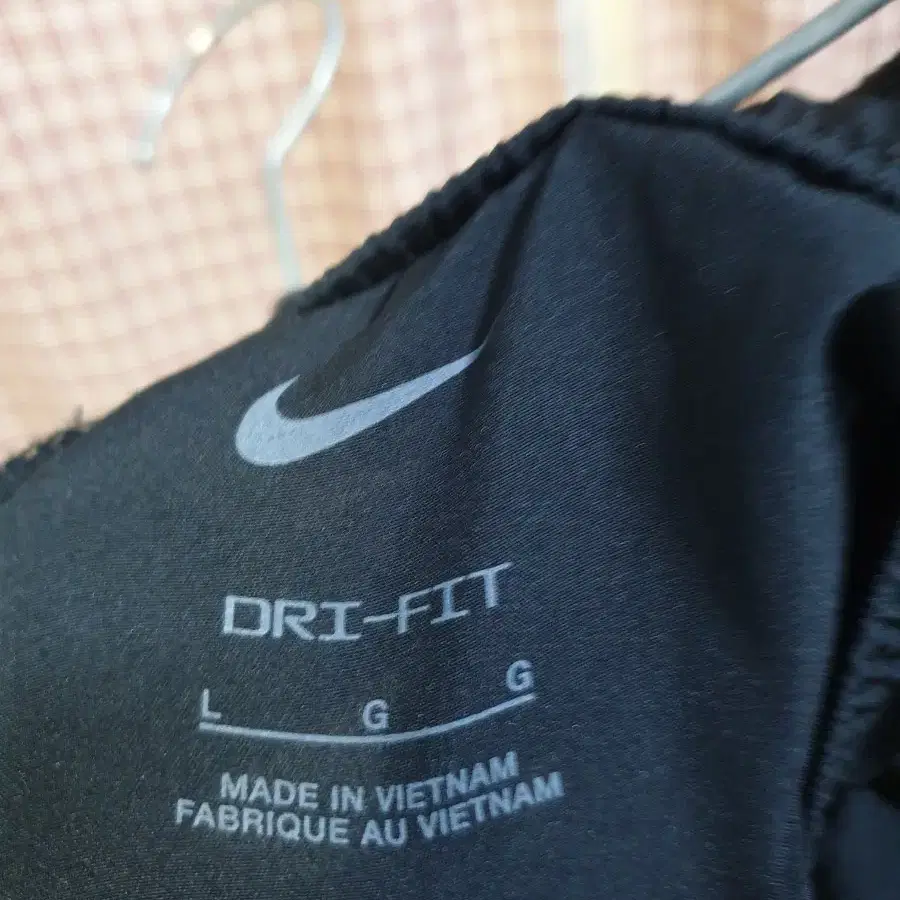 DRI-FIT
L G G
MADE IN VIETNAM
FABRIQUE AU VIETNAM